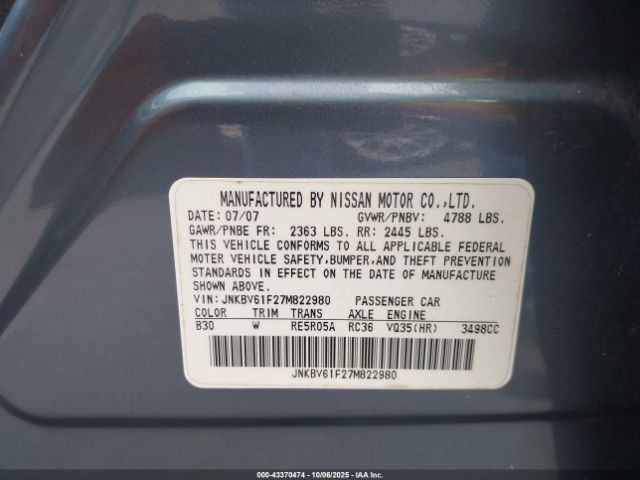 MANUFACTURED BY NISSAN MOTOR CO.,LTD.
DATE: 07/07 GVWR/PNBV: 4788 LBS.
GAWR/PNBE FR: 2363 LBS. RR: 2445 LBS.
THIS VEHICLE CONFORMS TO ALL APPLICABLE FEDERAL
MOTOR VEHICLE SAFETY,BUMPER,AND THEFT PREVENTION
STANDARDS IN EFFECT ON THE DATE OF MANUFACTURE
SHOWN ABOVE.
VIN: JNKBV61F27M822980 PASSENGER CAR
COLOR TRIM TRANS AXLE ENGINE
B30 W RE5R05A RC36 VQ35(HR) 3498CC
JNKBV61F27M822980
000-43370474 | 10/06/2025 | Copyright © IAA, Inc.